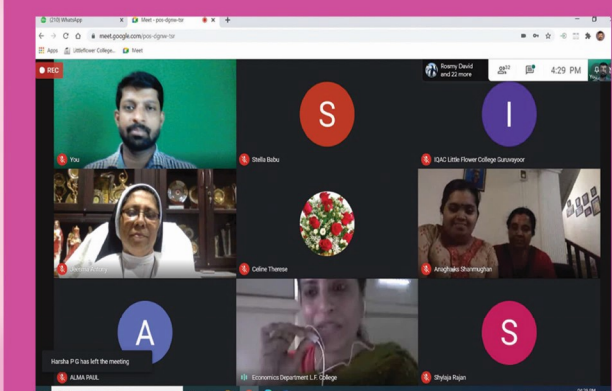 (210) WhatsApp
Meet - pox-dgnw-tsr
meet.google.com/pox-dgnw-tsr
Apps
Littleflower College...
Meet
REC
Rosmy David
and 22 more
32
4:29 PM
You
S
Stella Babu
I
IQAC Little Flower College Guruvayoor
Celine Therese
Shanmughan
A
Harsha P G has left the meeting
ALMA PAUL
Economics Department L.F. College
S
Shylaja Rajan